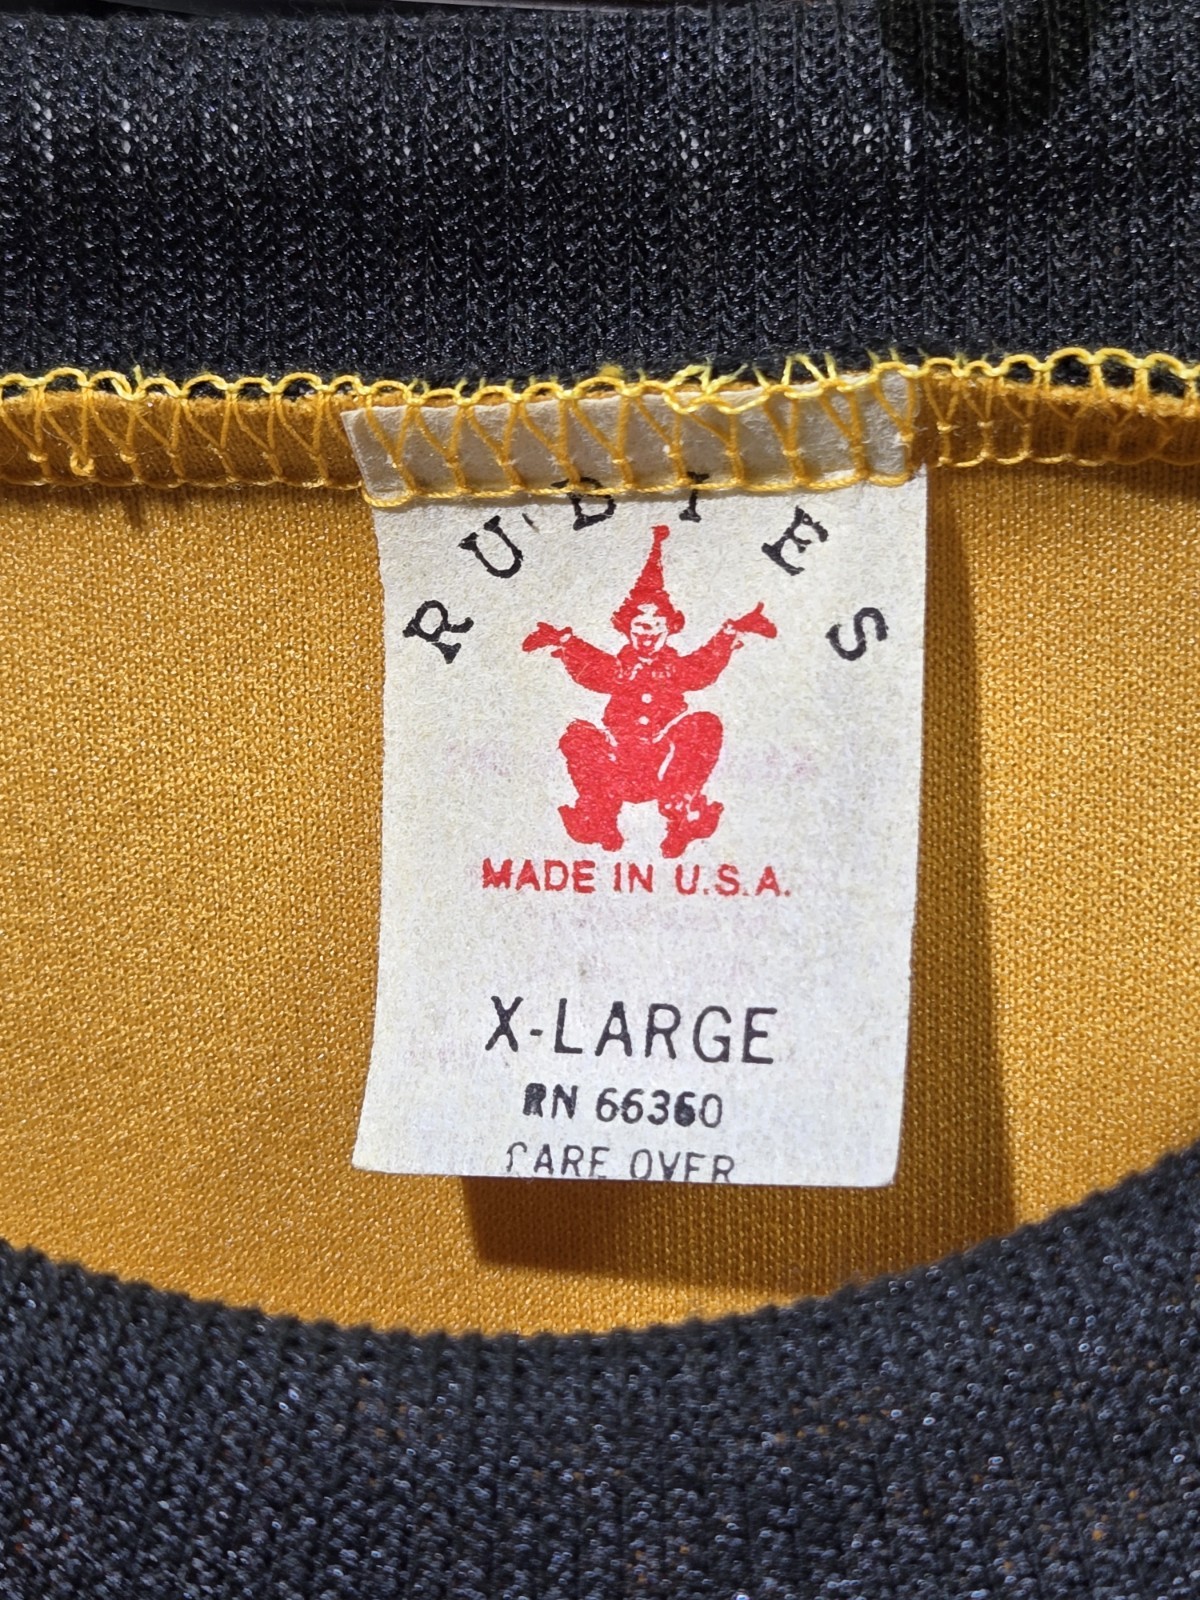 RUBIES
MADE IN U.S.A.
X-LARGE
RN 66360
CARE OVER